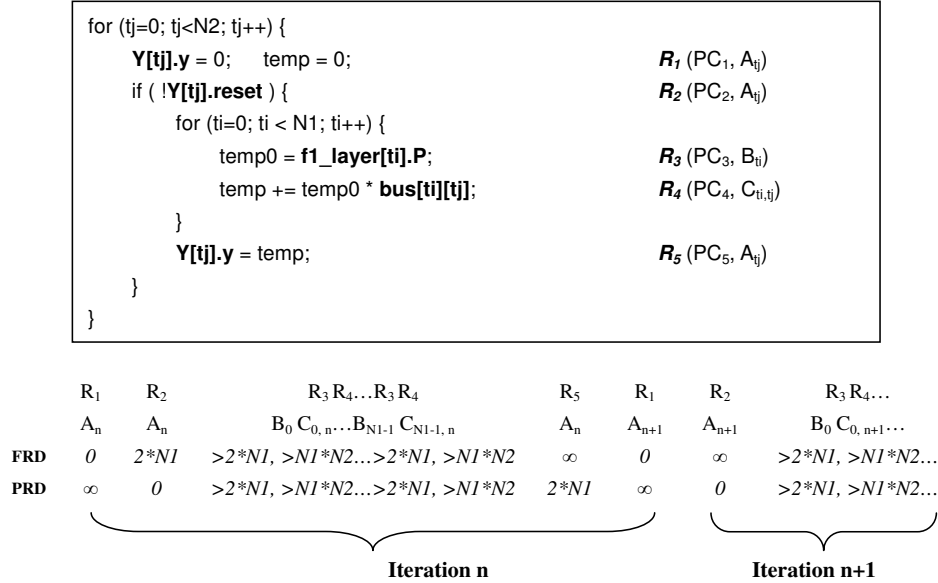 for (tj=0; tj<N2; tj++) {
Y[tj].y = 0; temp = 0; R1 (PC1, Atj)
if ( !Y[tj].reset ) { R2 (PC2, Atj)
for (ti=0; ti < N1; ti++) {
temp0 = f1_layer[ti].P; R3 (PC3, Bti)
temp += temp0 * bus[ti][tj]; R4 (PC4, Cti,tj)
}
Y[tj].y = temp; R5 (PC5, Atj)
}
}
R1 R2 R3 R4…R3 R4 R5 R1 R2 R3 R4…
An An B0 C0, n…BN1-1 CN1-1, n An An+1 An+1 B0 C0, n+1…
FRD 0 2*N1 >2*N1, >N1*N2…>2*N1, >N1*N2 ∞ 0 ∞ >2*N1, >N1*N2…
PRD ∞ 0 >2*N1, >N1*N2…>2*N1, >N1*N2 2*N1 ∞ 0 >2*N1, >N1*N2…
Iteration n Iteration n+1